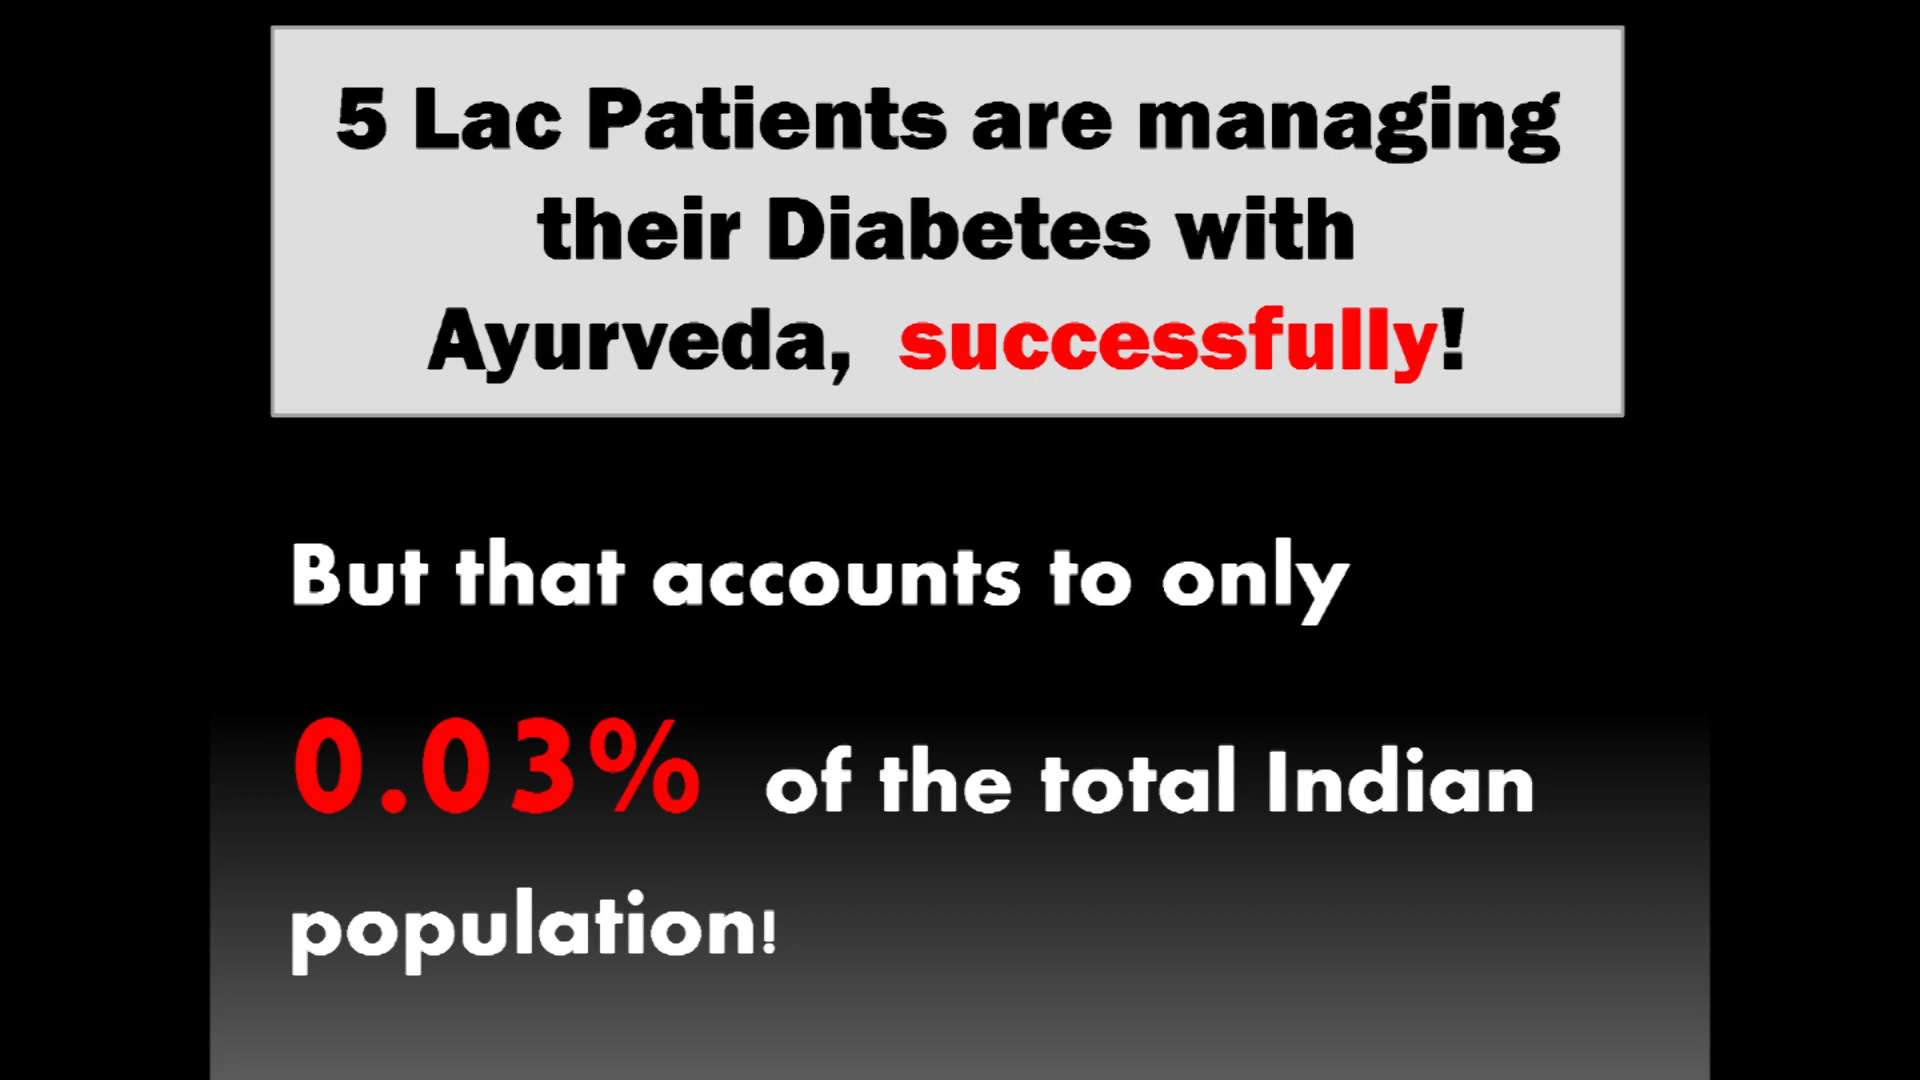 5 Lac Patients are managing
their Diabetes with
Ayurveda, successfully!
But that accounts to only
0.03% of the total Indian
population!